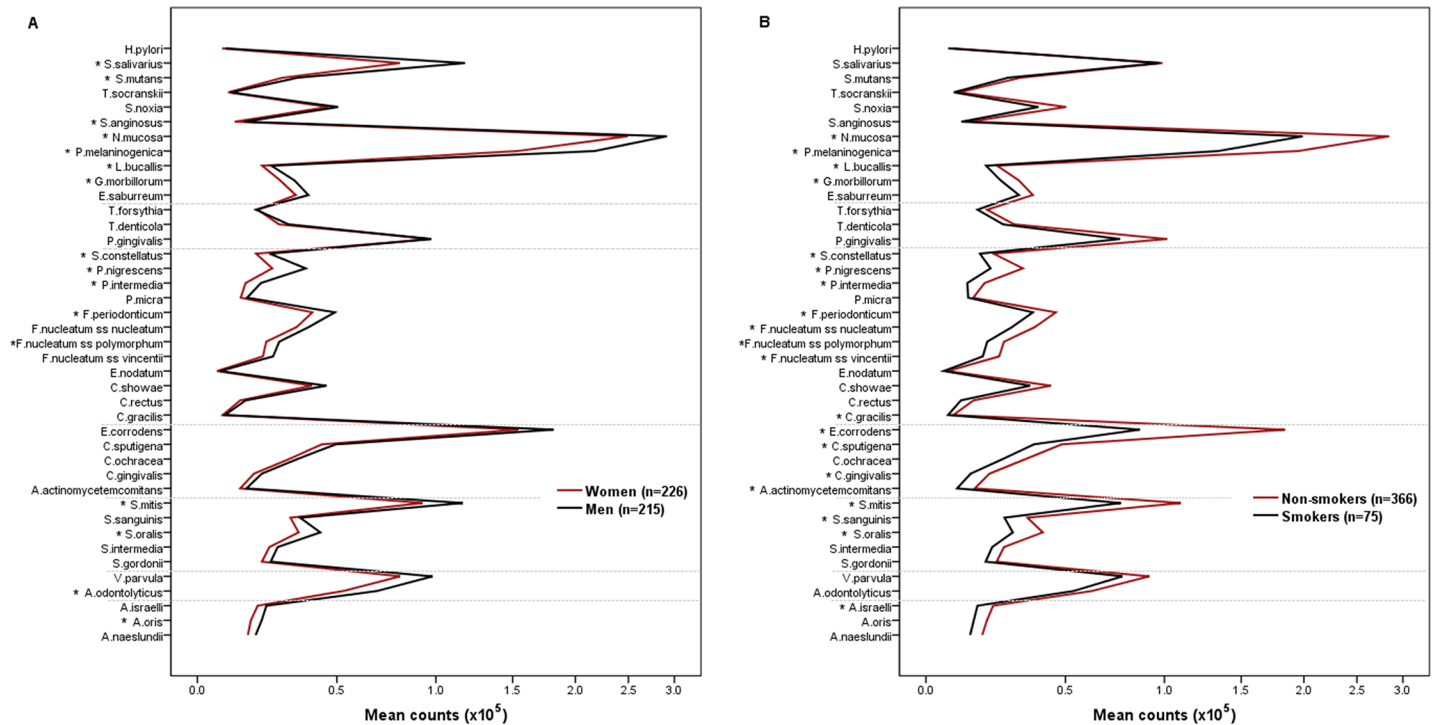 A
H.pylori
* S.salivarius
* S.mutans
T.socranskii
S.noxia
* S.anginosus
* N.mucosa
* P.melaninogenica
* L.bucallis
* G.morbillorum
E.saburreum
T.forsythia
T.denticola
P.gingivalis
* S.constellatus
* P.nigrescens
* P.intermedia
P.micra
* F.periodonticum
F.nucleatum ss nucleatum
*F.nucleatum ss polymorphum
F.nucleatum ss vincentii
E.nodatum
C.showae
C.rectus
C.gracilis
E.corrodens
C.sputigena
C.ochracea
C.gingivalis
A.actinomycetemcomitans
* S.mitis
S.sanguinis
* S.oralis
S.intermedia
S.gordonii
V.parvula
* A.odontolyticus
A.israelli
* A.oris
A.naeslundii
Women (n=226)
Men (n=215)
0.0 0.5 1.0 1.5 2.0 2.5 3.0
Mean counts (x10⁵)
B
H.pylori
S.salivarius
S.mutans
T.socranskii
S.noxia
S.anginosus
* N.mucosa
* P.melaninogenica
* L.bucallis
* G.morbillorum
E.saburreum
T.forsythia
T.denticola
P.gingivalis
* S.constellatus
* P.nigrescens
* P.intermedia
P.micra
* F.periodonticum
* F.nucleatum ss nucleatum
*F.nucleatum ss polymorphum
* F.nucleatum ss vincentii
E.nodatum
C.showae
C.rectus
* C.gracilis
* E.corrodens
* C.sputigena
C.ochracea
* C.gingivalis
* A.actinomycetemcomitans
* S.mitis
* S.sanguinis
* S.oralis
S.intermedia
S.gordonii
V.parvula
A.odontolyticus
* A.israelli
A.oris
A.naeslundii
Non-smokers (n=366)
Smokers (n=75)
0.0 0.5 1.0 1.5 2.0 2.5 3.0
Mean counts (x10⁵)